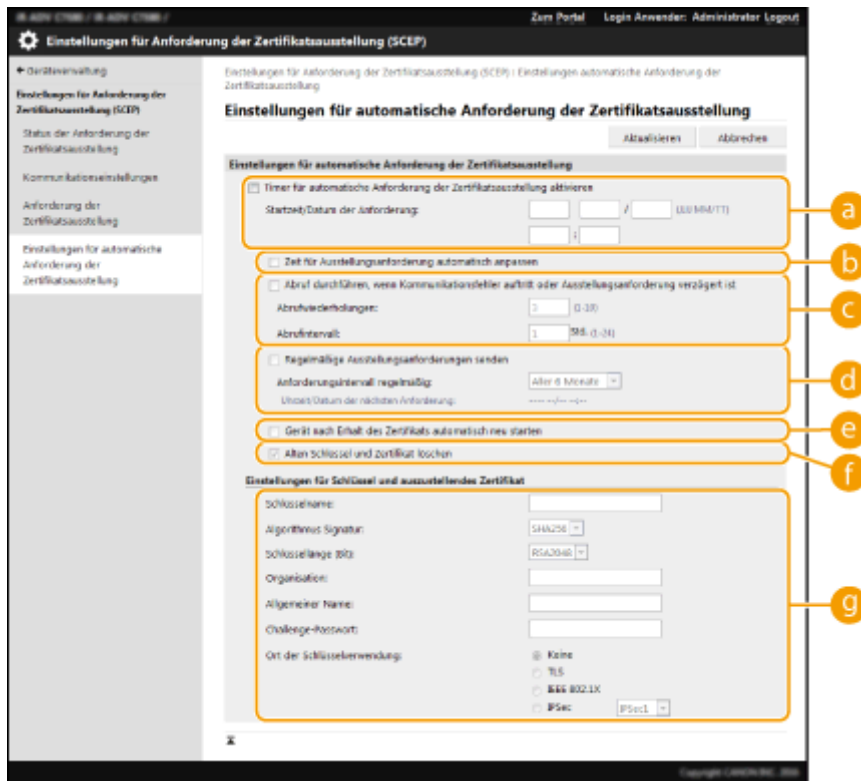 Zum Portal Login Anwender: Administrator Logout
Einstellungen für Anforderung der Zertifikatsausstellung (SCEP)
Geräteverwaltung
Einstellungen für Anforderung der
Zertifikatsausstellung (SCEP)
Status der Anforderung der
Zertifikatsausstellung
Kommunikationseinstellungen
Anforderung der
Zertifikatsausstellung
Einstellungen für automatische
Anforderung der
Zertifikatsausstellung
Einstellungen für Anforderung der Zertifikatsausstellung (SCEP) : Einstellungen automatische Anforderung der
Zertifikatsausstellung
Einstellungen für automatische Anforderung der Zertifikatsausstellung
Aktualisieren Abbrechen
Einstellungen für automatische Anforderung der Zertifikatsausstellung
Timer für automatische Anforderung der Zertifikatsausstellung aktivieren
Startzeit/Datum der Anforderung: / (JJJJ MM/TT)
:
a
Zeit für Ausstellungsanforderung automatisch anpassen
b
Abruf durchführen, wenn Kommunikationsfehler auftritt oder Ausstellungsanforderung verzögert ist
Abrufwiederholungen: 3 (1-10)
Abrufintervall: 1 Std. (1-24)
c
Regelmäßige Ausstellungsanforderungen senden
Anforderungsintervall regelmäßig: Aller 6 Monate
Uhrzeit/Datum der nächsten Anforderung: ---- --/-- --:--
d
Gerät nach Erhalt des Zertifikats automatisch neu starten
e
Alten Schlüssel und Zertifikat löschen
f
Einstellungen für Schlüssel und auszustellendes Zertifikat
Schlüsselname:
Algorithmus Signatur: SHA256
Schlüssellänge (Bit): RSA2048
Organisation:
Allgemeiner Name:
Challenge-Passwort:
Ort der Schlüsselverwendung: Keine
TLS
IEEE 802.1X
IPSec IPSec1
g
Copyright CANON INC. 2016